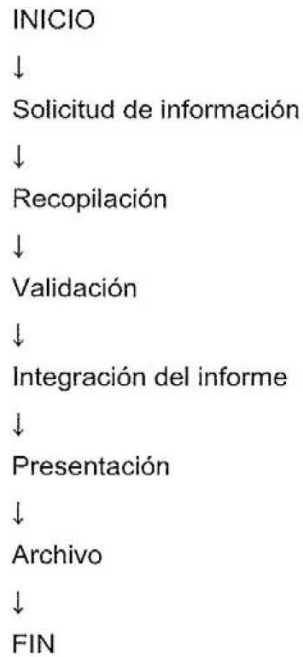 INICIO
↓
Solicitud de información
↓
Recopilación
↓
Validación
↓
Integración del informe
↓
Presentación
↓
Archivo
↓
FIN